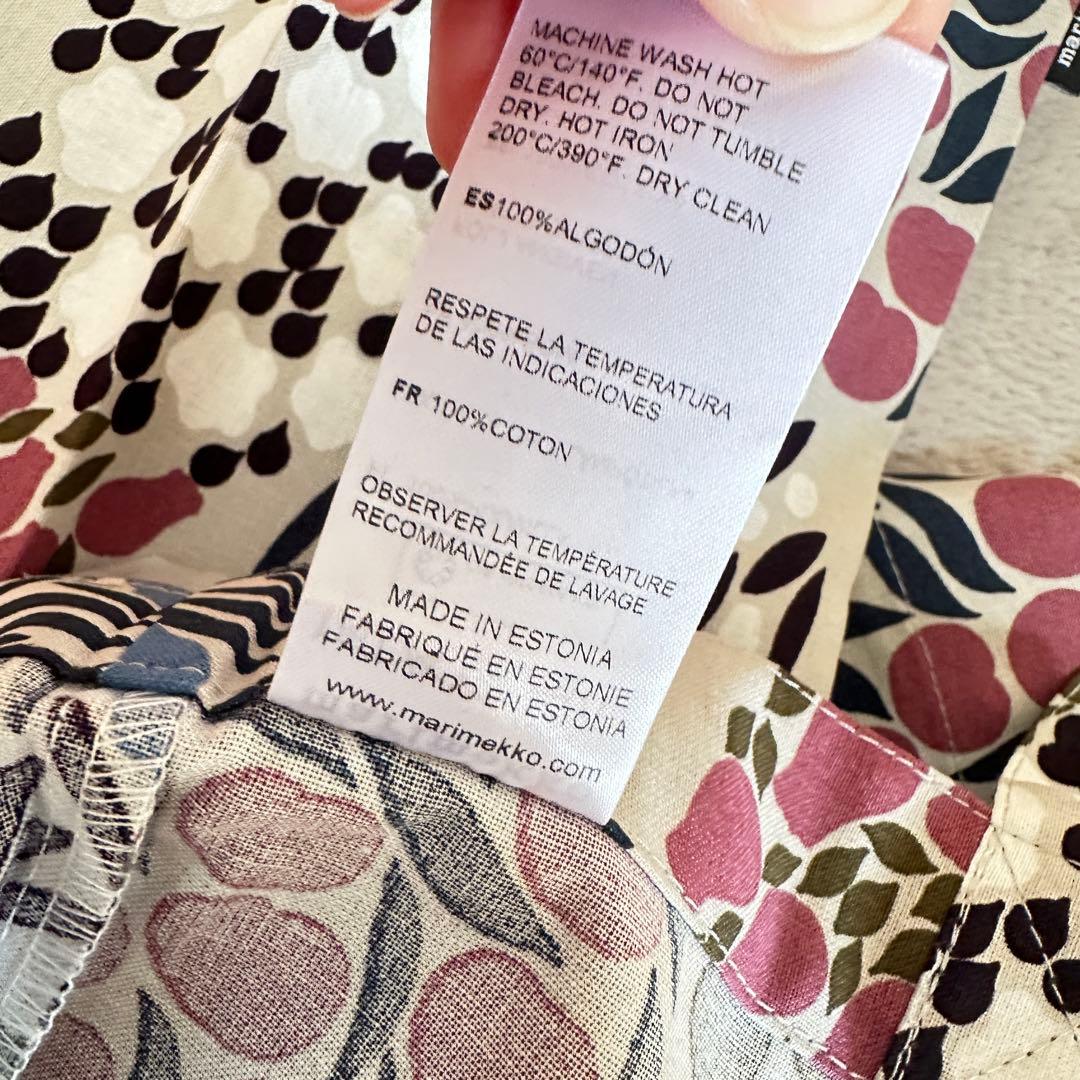 MACHINE WASH HOT
60°C/140°F. DO NOT
BLEACH. DO NOT TUMBLE
DRY. HOT IRON
200°C/390°F. DRY CLEAN
ES100%ALGODÓN
RESPETE LA TEMPERATURA
DE LAS INDICACIONES
FR 100%COTON
OBSERVER LA TEMPÉRATURE
RECOMMANDÉE DE LAVAGE
MADE IN ESTONIA
FABRIQUÉ EN ESTONIE
FABRICADO EN ESTONIA
www.marimekko.com